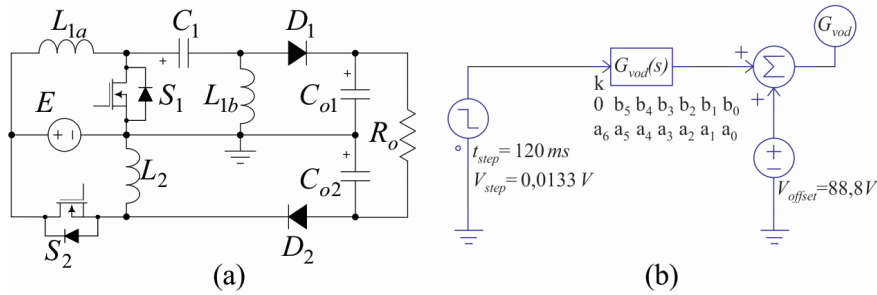 L1a
C1
D1
+
S1
L1b
+
Co1
E
+
Ro
L2
+
Co2
S2
D2
(a)
Gvod
k
Gvod(s)
+
Σ
0 b5 b4 b3 b2 b1 b0
+
a6 a5 a4 a3 a2 a1 a0
tstep= 120 ms
Vstep= 0,0133 V
+
Voffset=88,8V
(b)